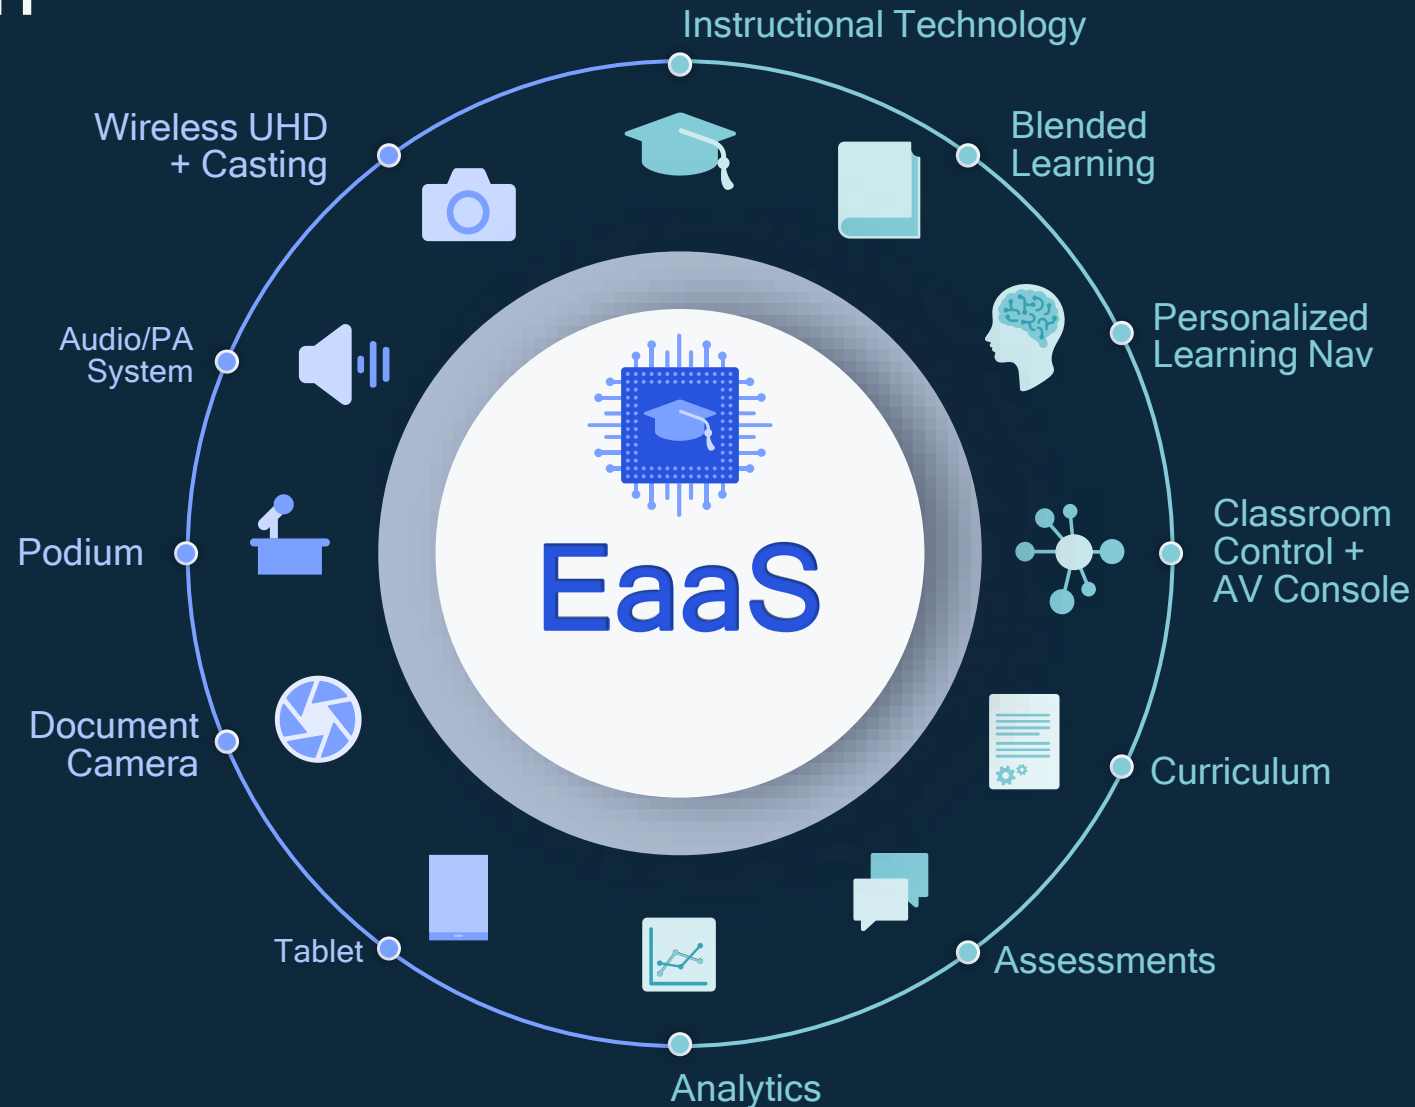 Instructional Technology
Wireless UHD
+ Casting
Blended
Learning
Audio/PA
System
Personalized
Learning Nav
Podium
EaaS
Classroom
Control +
AV Console
Document
Camera
Curriculum
Tablet
Assessments
Analytics